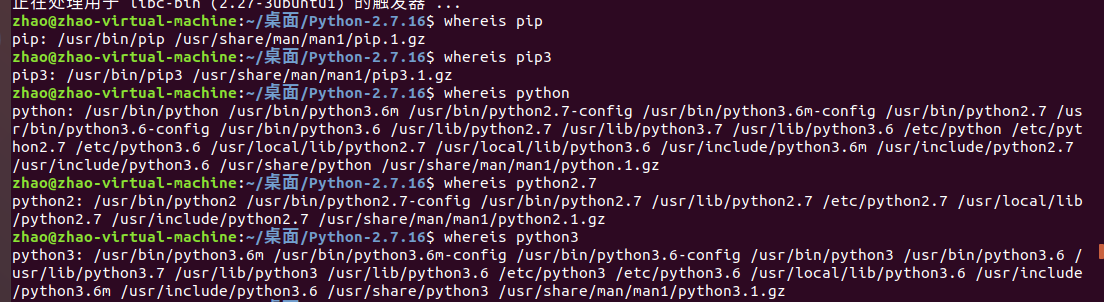 正在处理用于 libc-bin (2.27-3ubuntu1) 的触发器 ...
zhao@zhao-virtual-machine:~/桌面/Python-2.7.16$ whereis pip
pip: /usr/bin/pip /usr/share/man/man1/pip.1.gz
zhao@zhao-virtual-machine:~/桌面/Python-2.7.16$ whereis pip3
pip3: /usr/bin/pip3 /usr/share/man/man1/pip3.1.gz
zhao@zhao-virtual-machine:~/桌面/Python-2.7.16$ whereis python
python: /usr/bin/python /usr/bin/python3.6m /usr/bin/python2.7-config /usr/bin/python3.6m-config /usr/bin/python2.7 /us
r/bin/python3.6-config /usr/bin/python3.6 /usr/lib/python2.7 /usr/lib/python3.7 /usr/lib/python3.6 /etc/python /etc/pyt
hon2.7 /etc/python3.6 /usr/local/lib/python2.7 /usr/local/lib/python3.6 /usr/include/python3.6m /usr/include/python2.7
/usr/include/python3.6 /usr/share/python /usr/share/man/man1/python.1.gz
zhao@zhao-virtual-machine:~/桌面/Python-2.7.16$ whereis python2.7
python2: /usr/bin/python2 /usr/bin/python2.7-config /usr/bin/python2.7 /usr/lib/python2.7 /etc/python2.7 /usr/local/lib
/python2.7 /usr/include/python2.7 /usr/share/man/man1/python2.1.gz
zhao@zhao-virtual-machine:~/桌面/Python-2.7.16$ whereis python3
python3: /usr/bin/python3.6m /usr/bin/python3.6m-config /usr/bin/python3.6-config /usr/bin/python3 /usr/bin/python3.6 /
usr/lib/python3.7 /usr/lib/python3 /usr/lib/python3.6 /etc/python3 /etc/python3.6 /usr/local/lib/python3.6 /usr/include
/python3.6m /usr/include/python3.6 /usr/share/python3 /usr/share/man/man1/python3.1.gz